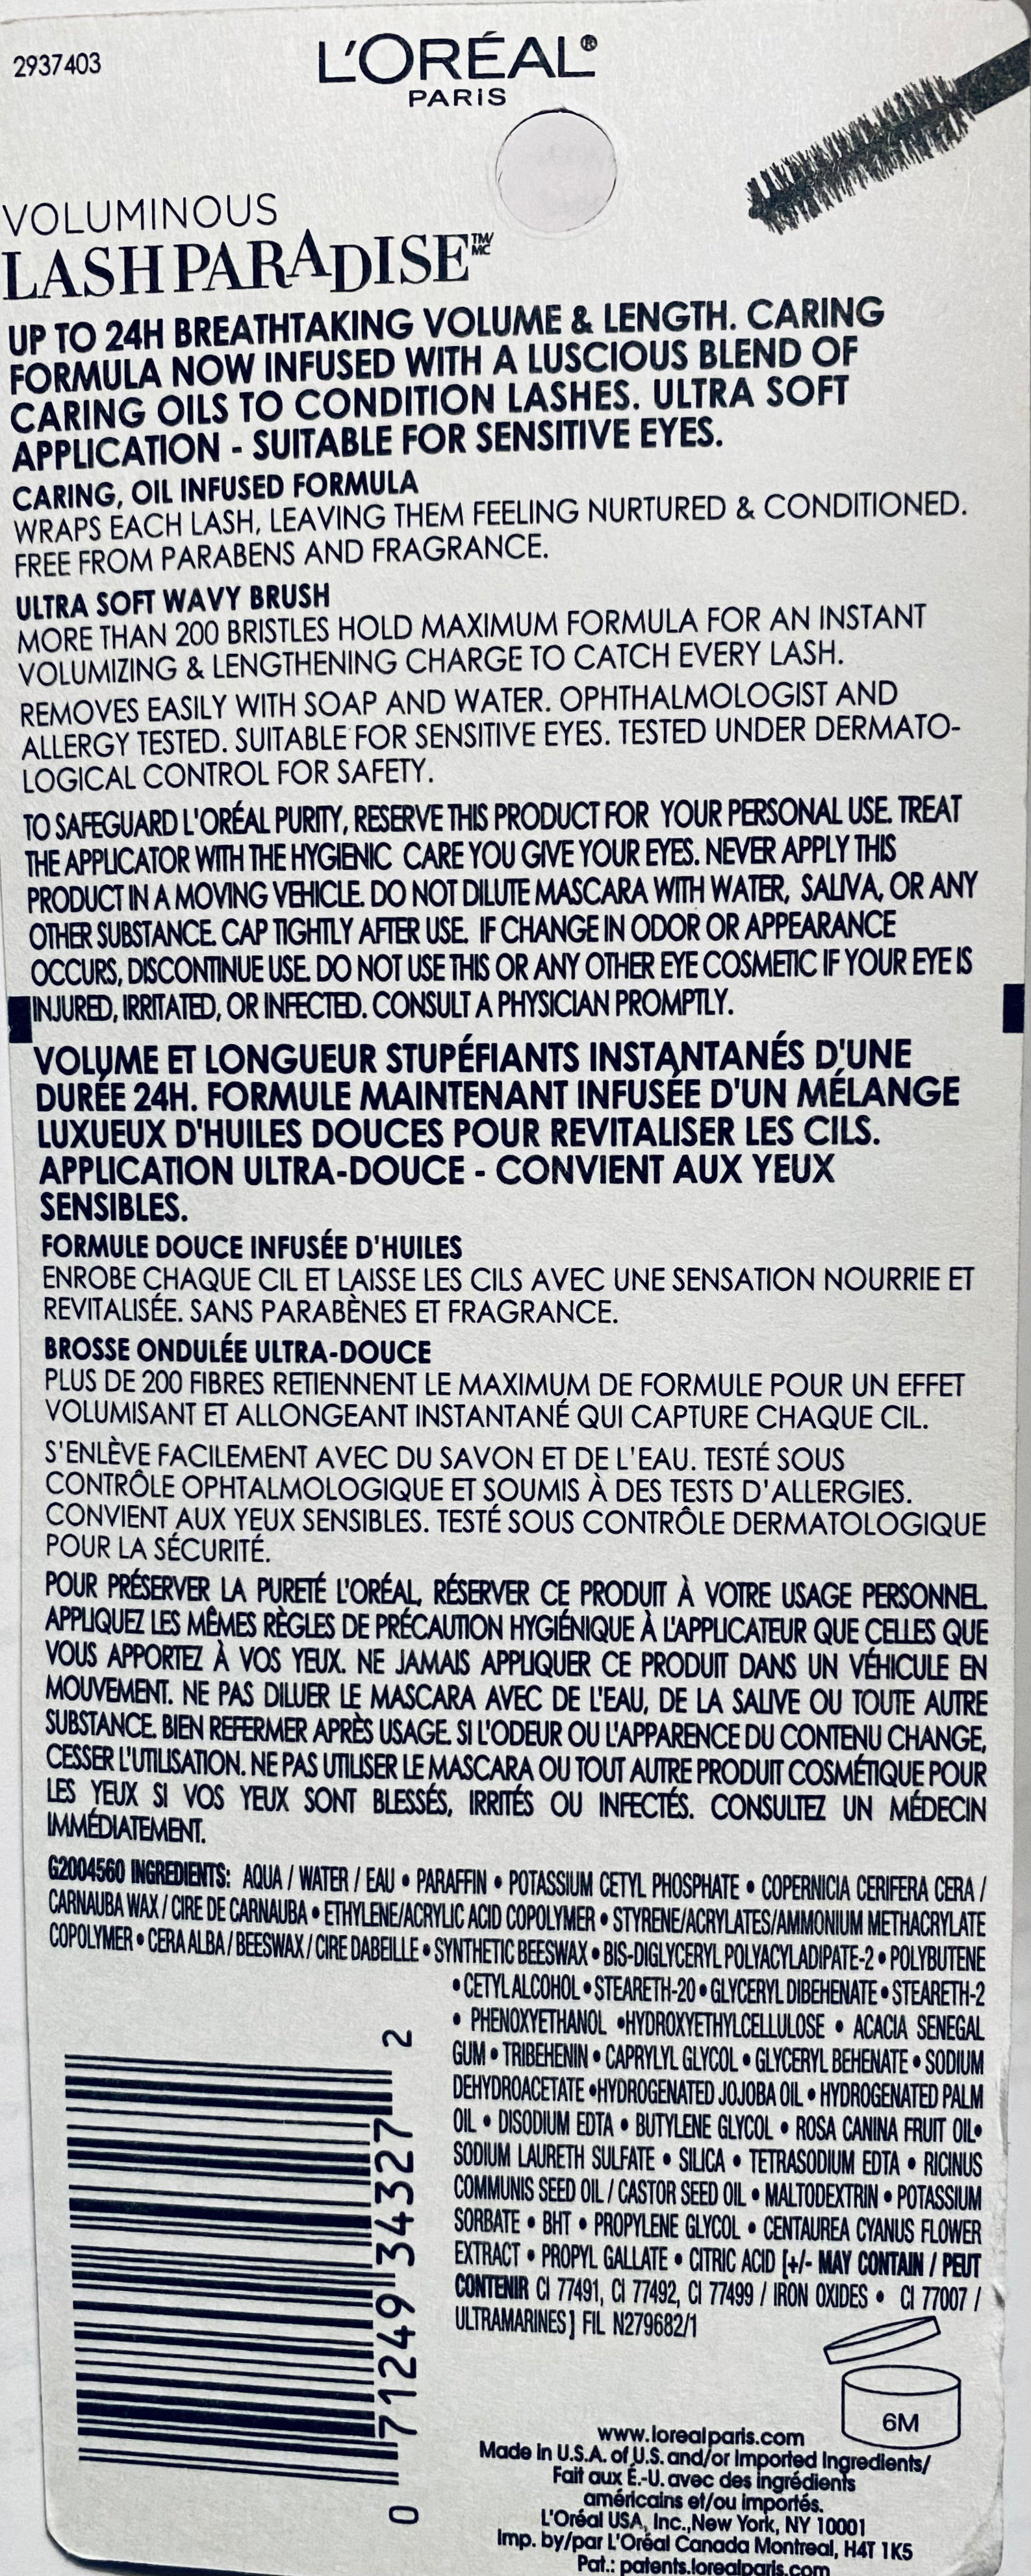 2937403
L'ORÉAL®
PARIS
VOLUMINOUS
LASH PARADISE™ MC
UP TO 24H BREATHTAKING VOLUME & LENGTH. CARING
FORMULA NOW INFUSED WITH A LUSCIOUS BLEND OF
CARING OILS TO CONDITION LASHES. ULTRA SOFT
APPLICATION - SUITABLE FOR SENSITIVE EYES.
CARING, OIL INFUSED FORMULA
WRAPS EACH LASH, LEAVING THEM FEELING NURTURED & CONDITIONED.
FREE FROM PARABENS AND FRAGRANCE.
ULTRA SOFT WAVY BRUSH
MORE THAN 200 BRISTLES HOLD MAXIMUM FORMULA FOR AN INSTANT
VOLUMIZING & LENGTHENING CHARGE TO CATCH EVERY LASH.
REMOVES EASILY WITH SOAP AND WATER. OPHTHALMOLOGIST AND
ALLERGY TESTED. SUITABLE FOR SENSITIVE EYES. TESTED UNDER DERMATO-
LOGICAL CONTROL FOR SAFETY.
TO SAFEGUARD L'ORÉAL PURITY, RESERVE THIS PRODUCT FOR YOUR PERSONAL USE. TREAT
THE APPLICATOR WITH THE HYGIENIC CARE YOU GIVE YOUR EYES. NEVER APPLY THIS
PRODUCT IN A MOVING VEHICLE. DO NOT DILUTE MASCARA WITH WATER, SALIVA, OR ANY
OTHER SUBSTANCE. CAP TIGHTLY AFTER USE. IF CHANGE IN ODOR OR APPEARANCE
OCCURS, DISCONTINUE USE. DO NOT USE THIS OR ANY OTHER EYE COSMETIC IF YOUR EYE IS
INJURED, IRRITATED, OR INFECTED. CONSULT A PHYSICIAN PROMPTLY.
VOLUME ET LONGUEUR STUPÉFIANTS INSTANTANÉS D'UNE
DURÉE 24H. FORMULE MAINTENANT INFUSÉE D'UN MÉLANGE
LUXUEUX D'HUILES DOUCES POUR REVITALISER LES CILS.
APPLICATION ULTRA-DOUCE - CONVIENT AUX YEUX
SENSIBLES.
FORMULE DOUCE INFUSÉE D'HUILES
ENROBE CHAQUE CIL ET LAISSE LES CILS AVEC UNE SENSATION NOURRIE ET
REVITALISÉE. SANS PARABÈNES ET FRAGRANCE.
BROSSE ONDULÉE ULTRA-DOUCE
PLUS DE 200 FIBRES RETIENNENT LE MAXIMUM DE FORMULE POUR UN EFFET
VOLUMISANT ET ALLONGEANT INSTANTANÉ QUI CAPTURE CHAQUE CIL.
S'ENLÈVE FACILEMENT AVEC DU SAVON ET DE L'EAU. TESTÉ SOUS
CONTRÔLE OPHTALMOLOGIQUE ET SOUMIS À DES TESTS D'ALLERGIES.
CONVIENT AUX YEUX SENSIBLES. TESTÉ SOUS CONTRÔLE DERMATOLOGIQUE
POUR LA SÉCURITÉ.
POUR PRÉSERVER LA PURETÉ L'ORÉAL, RÉSERVER CE PRODUIT À VOTRE USAGE PERSONNEL.
APPLIQUEZ LES MÊMES RÈGLES DE PRÉCAUTION HYGIÉNIQUE À L'APPLICATEUR QUE CELLES QUE
VOUS APPORTEZ À VOS YEUX. NE JAMAIS APPLIQUER CE PRODUIT DANS UN VÉHICULE EN
MOUVEMENT. NE PAS DILUER LE MASCARA AVEC DE L'EAU, DE LA SALIVE OU TOUTE AUTRE
SUBSTANCE. BIEN REFERMER APRÈS USAGE. SI L'ODEUR OU L'APPARENCE DU CONTENU CHANGE,
CESSER L'UTILISATION. NE PAS UTILISER LE MASCARA OU TOUT AUTRE PRODUIT COSMÉTIQUE POUR
LES YEUX SI VOS YEUX SONT BLESSÉS, IRRITÉS OU INFECTÉS. CONSULTEZ UN MÉDECIN
IMMÉDIATEMENT.
G2004560 INGREDIENTS: AQUA / WATER / EAU • PARAFFIN • POTASSIUM CETYL PHOSPHATE • COPERNICIA CERIFERA CERA /
CARNAUBA WAX / CIRE DE CARNAUBA • ETHYLENE/ACRYLIC ACID COPOLYMER • STYRENE/ACRYLATES/AMMONIUM METHACRYLATE
COPOLYMER • CERA ALBA / BEESWAX / CIRE DABEILLE • SYNTHETIC BEESWAX • BIS-DIGLYCERYL POLYACYLADIPATE-2 • POLYBUTENE
• CETYL ALCOHOL • STEARETH-20 • GLYCERYL DIBEHENATE • STEARETH-2
• PHENOXYETHANOL •HYDROXYETHYLCELLULOSE • ACACIA SENEGAL
GUM • TRIBEHENIN • CAPRYLYL GLYCOL • GLYCERYL BEHENATE • SODIUM
DEHYDROACETATE •HYDROGENATED JOJOBA OIL • HYDROGENATED PALM
OIL • DISODIUM EDTA • BUTYLENE GLYCOL • ROSA CANINA FRUIT OIL•
SODIUM LAURETH SULFATE • SILICA • TETRASODIUM EDTA • RICINUS
COMMUNIS SEED OIL / CASTOR SEED OIL • MALTODEXTRIN • POTASSIUM
SORBATE • BHT • PROPYLENE GLYCOL • CENTAUREA CYANUS FLOWER
EXTRACT • PROPYL GALLATE • CITRIC ACID [+/- MAY CONTAIN / PEUT
CONTENIR CI 77491, CI 77492, CI 77499 / IRON OXIDES • CI 77007 /
ULTRAMARINES] FIL N279682/1
0 71249 34327 2
6M
www.lorealparis.com
Made in U.S.A. of U.S. and/or Imported Ingredients/
Fait aux É.-U. avec des ingrédients
américains et/ou importés.
L'Oréal USA, Inc., New York, NY 10001
Imp. by/par L'Oréal Canada Montreal, H4T 1K5
Pat.: patents.lorealparis.com